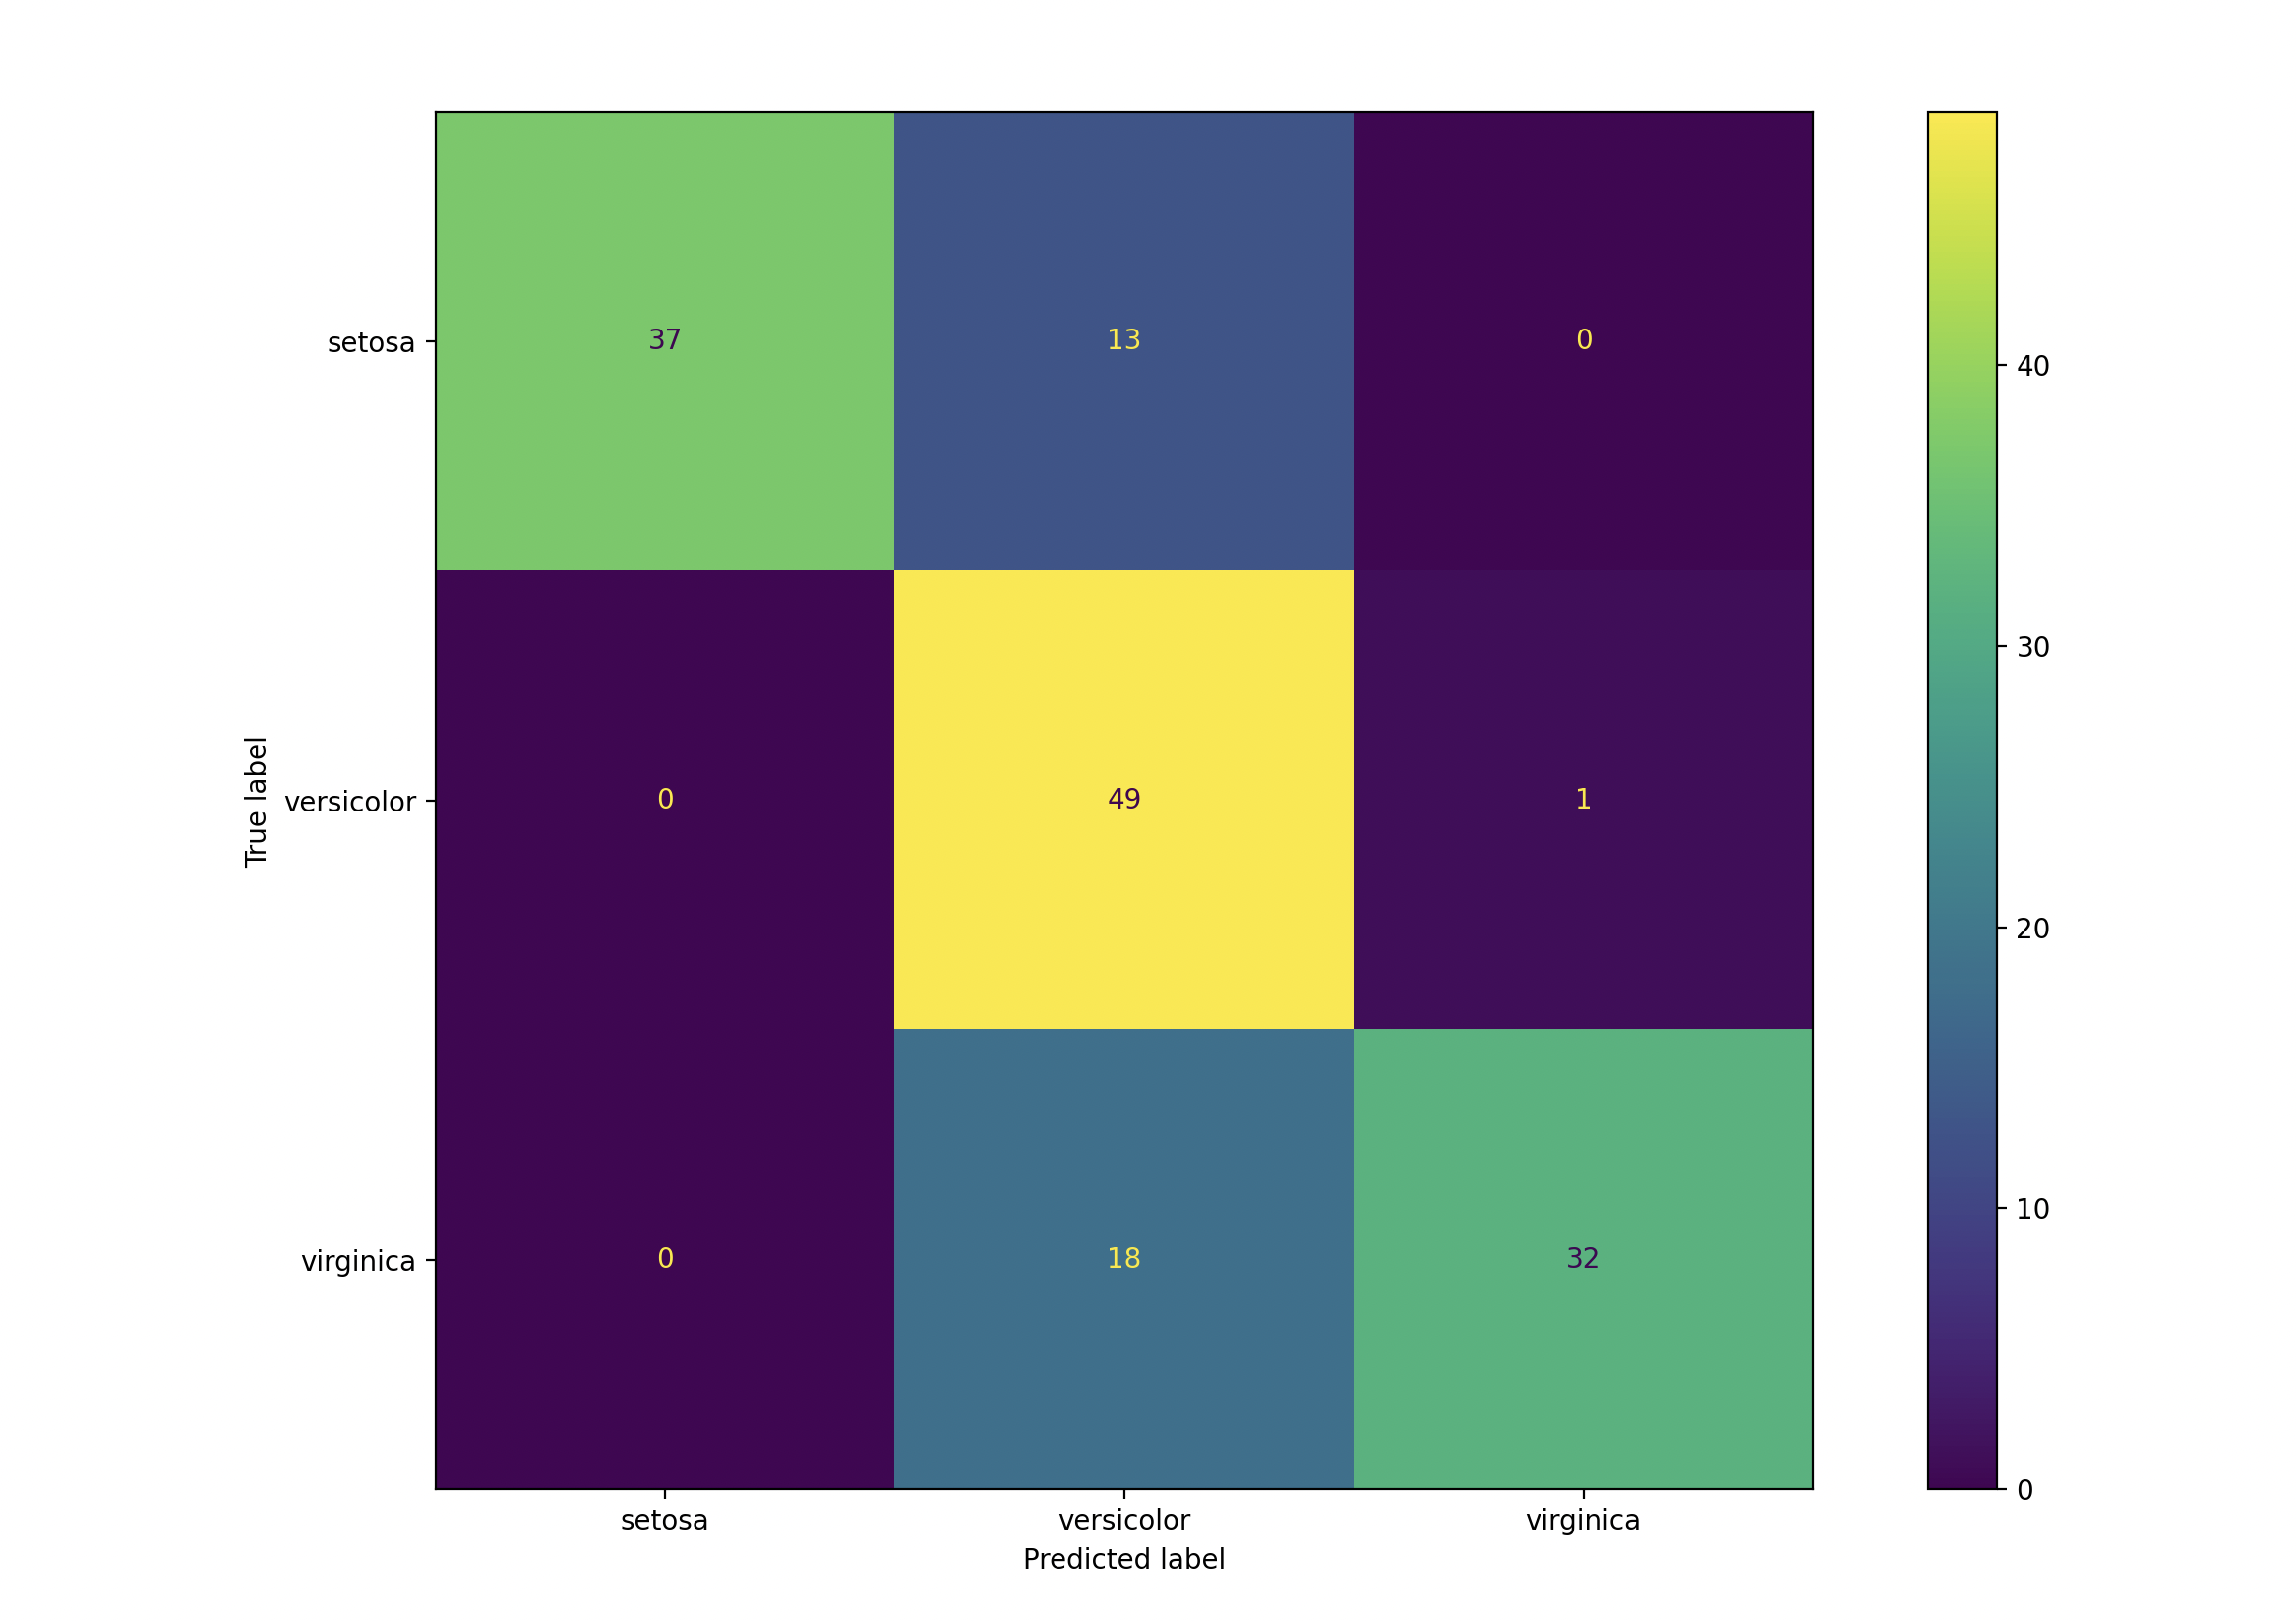 setosa 37 13 0
40
30
True label
versicolor 0 49 1
20
10
virginica 0 18 32
0
setosa versicolor virginica
Predicted label